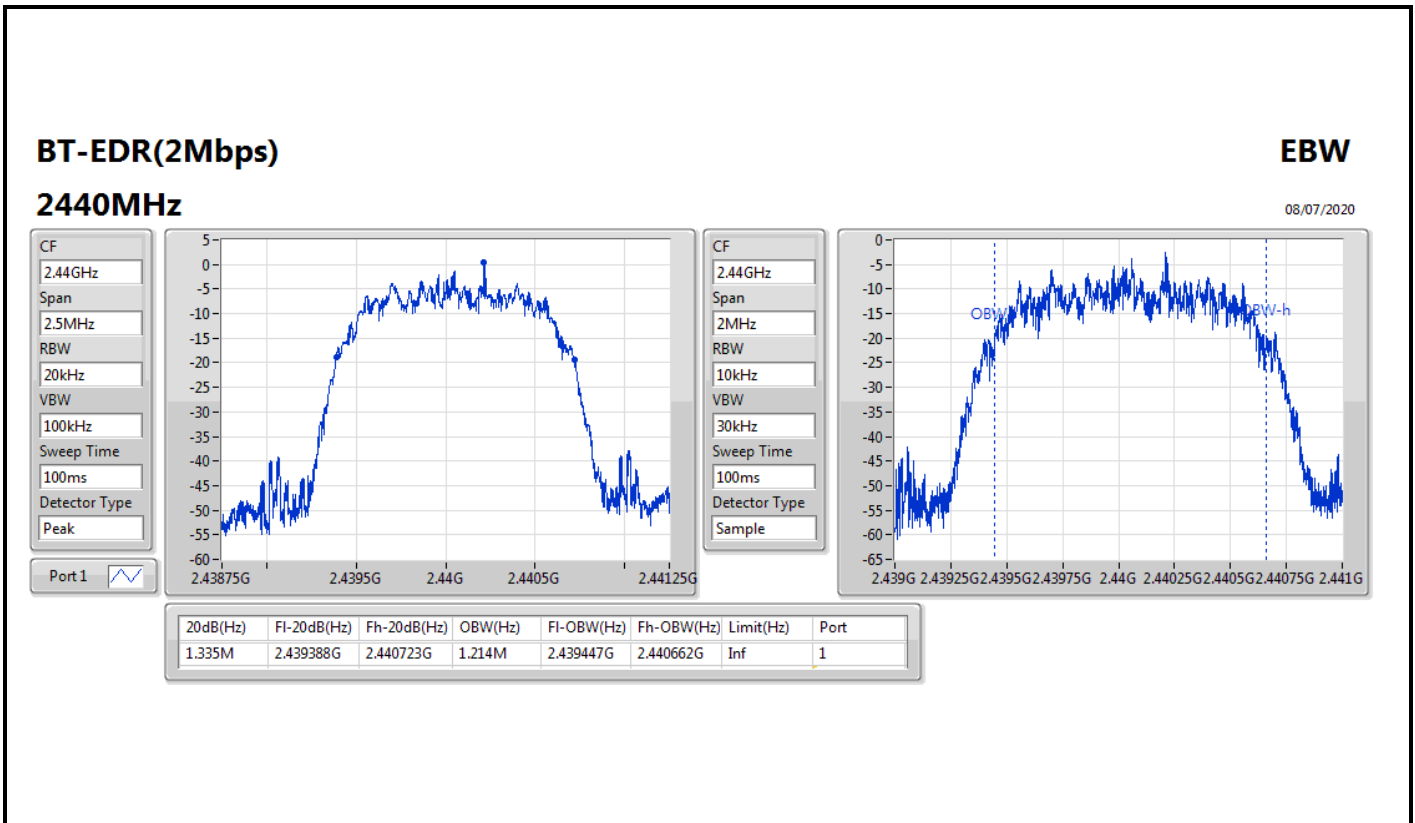 BT-EDR(2Mbps)
EBW
2440MHz
08/07/2020
CF
2.44GHz
Span
2.5MHz
RBW
20kHz
VBW
100kHz
Sweep Time
100ms
Detector Type
Peak
Port 1
5
0
-5
-10
-15
-20
-25
-30
-35
-40
-45
-50
-55
-60
2.43875G 2.4395G 2.44G 2.4405G 2.44125G
CF
2.44GHz
Span
2MHz
RBW
10kHz
VBW
30kHz
Sweep Time
100ms
Detector Type
Sample
0
-5
-10
-15
-20
-25
-30
-35
-40
-45
-50
-55
-60
-65
OBW-h
2.439G 2.43925G 2.4395G 2.43975G 2.44G 2.44025G 2.4405G 2.44075G 2.441G
20dB(Hz) Fl-20dB(Hz) Fh-20dB(Hz) OBW(Hz) Fl-OBW(Hz) Fh-OBW(Hz) Limit(Hz) Port
1.335M 2.439388G 2.440723G 1.214M 2.439447G 2.440662G Inf 1